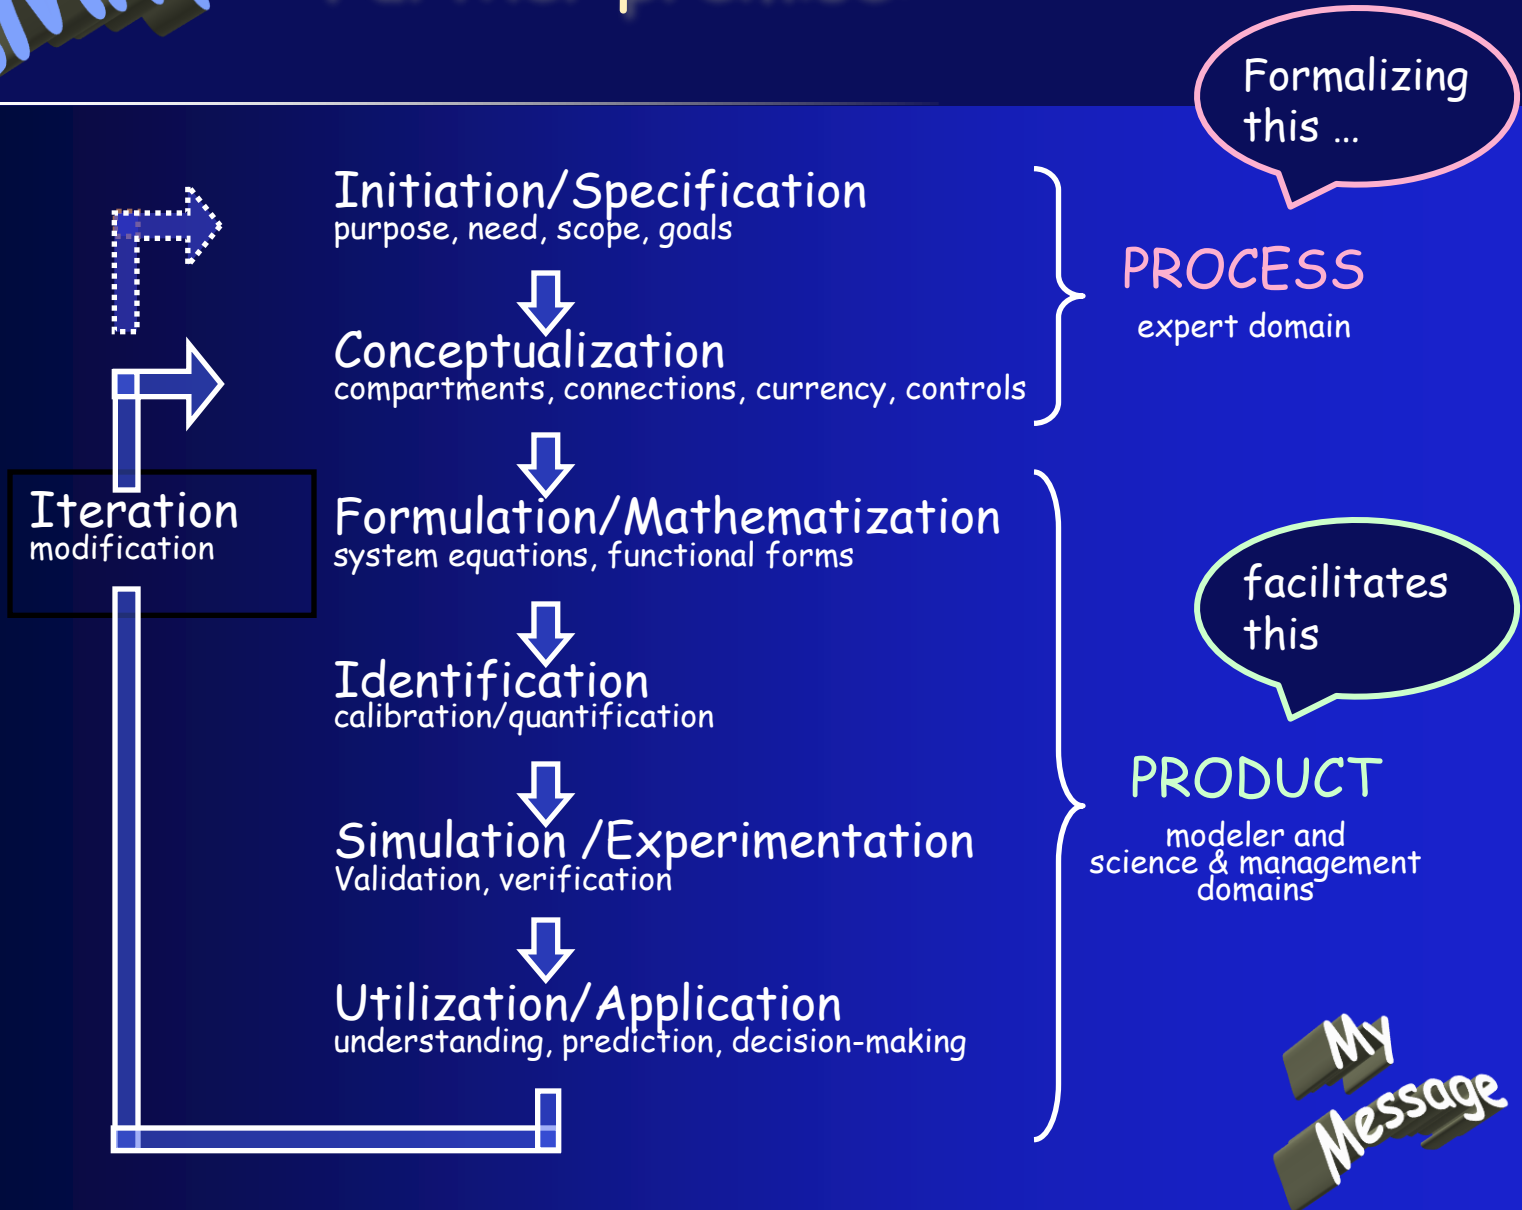 Formalizing
this ...
Initiation/Specification
purpose, need, scope, goals
PROCESS
expert domain
Conceptualization
compartments, connections, currency, controls
Iteration
modification
Formulation/Mathematization
system equations, functional forms
facilitates
this
Identification
calibration/quantification
PRODUCT
modeler and
science & management
domains
Simulation /Experimentation
Validation, verification
Utilization/Application
understanding, prediction, decision-making
My
Message